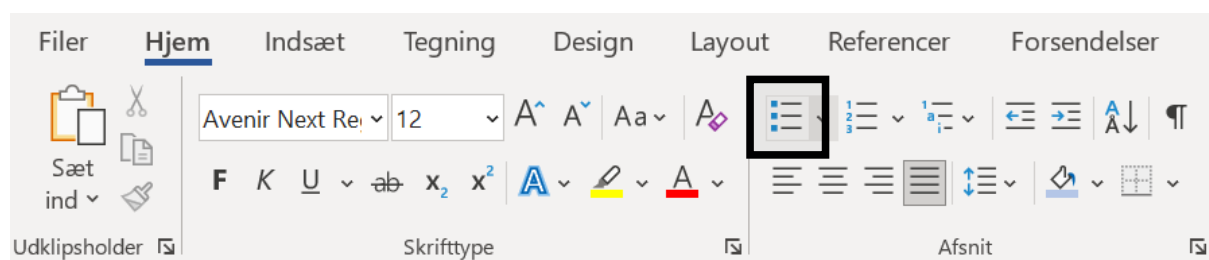 Filer Hjem Indsæt Tegning Design Layout Referencer Forsendelser
Avenir Next Re 12 A A Aa A
Sæt
ind
F K U ab x₂ x² A A
Udklipsholder Skrifttype Afsnit